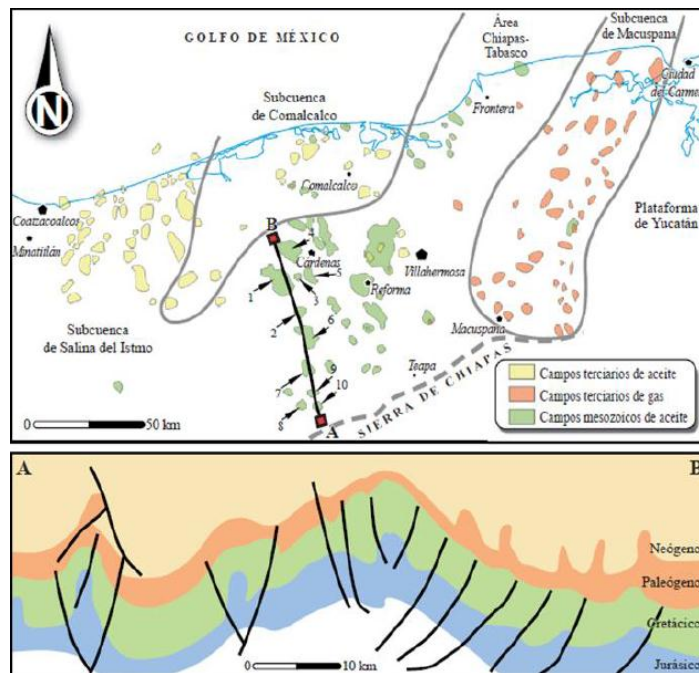 GOLFO DE MÉXICO
Área
Chiapas-
Tabasco
Subcuenca
de Macuspana
Ciudad
del Carmen
N
Frontera
Subcuenca
de Comalcalco
Comalcalco
Coatzacoalcos
Minatitlán
Plataforma
de Yucatán
B
4
Cárdenas
5
Villahermosa
1
3
Reforma
2
6
Macuspana
Subcuenca
de Salina del Istmo
9
Teapa
7
10
8
A
SIERRA DE CHIAPAS
Campos terciarios de aceite
Campos terciarios de gas
Campos mesozoicos de aceite
0 50 km
A
B
Neógeno
Paleógeno
Cretácico
Jurásico
0 10 km